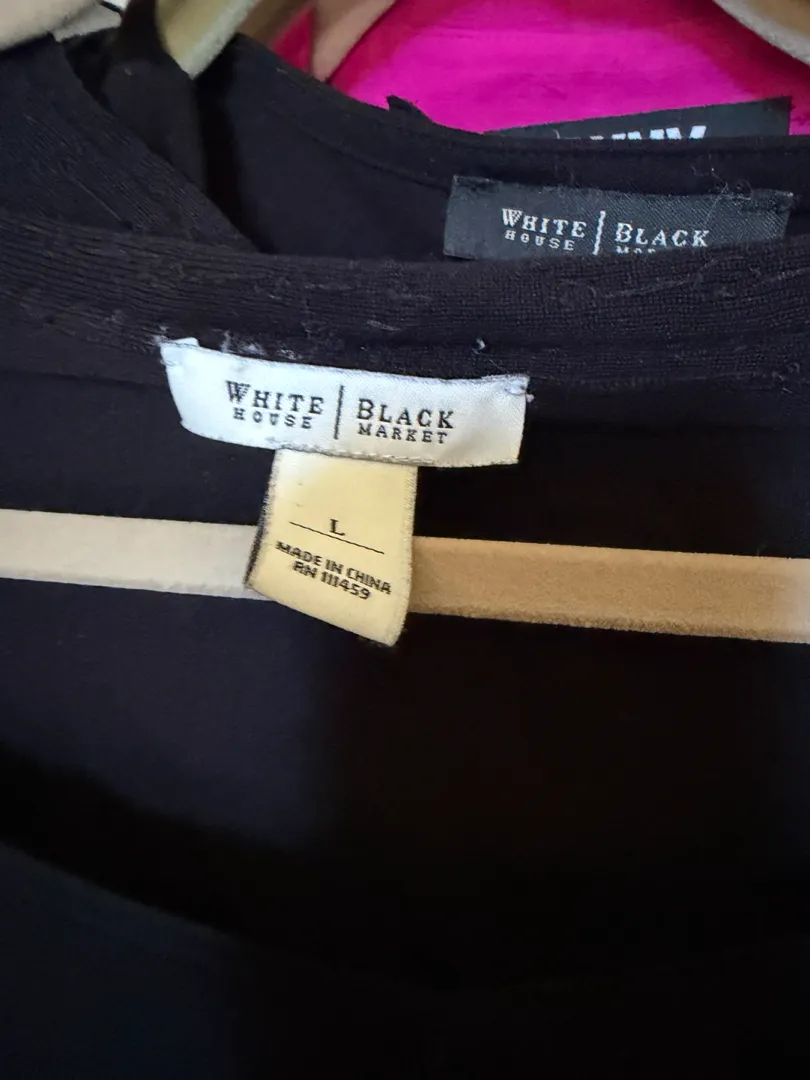 WHITE | BLACK
HOUSE
WHITE | BLACK
HOUSE | MARKET
L
MADE IN CHINA
RN 111459